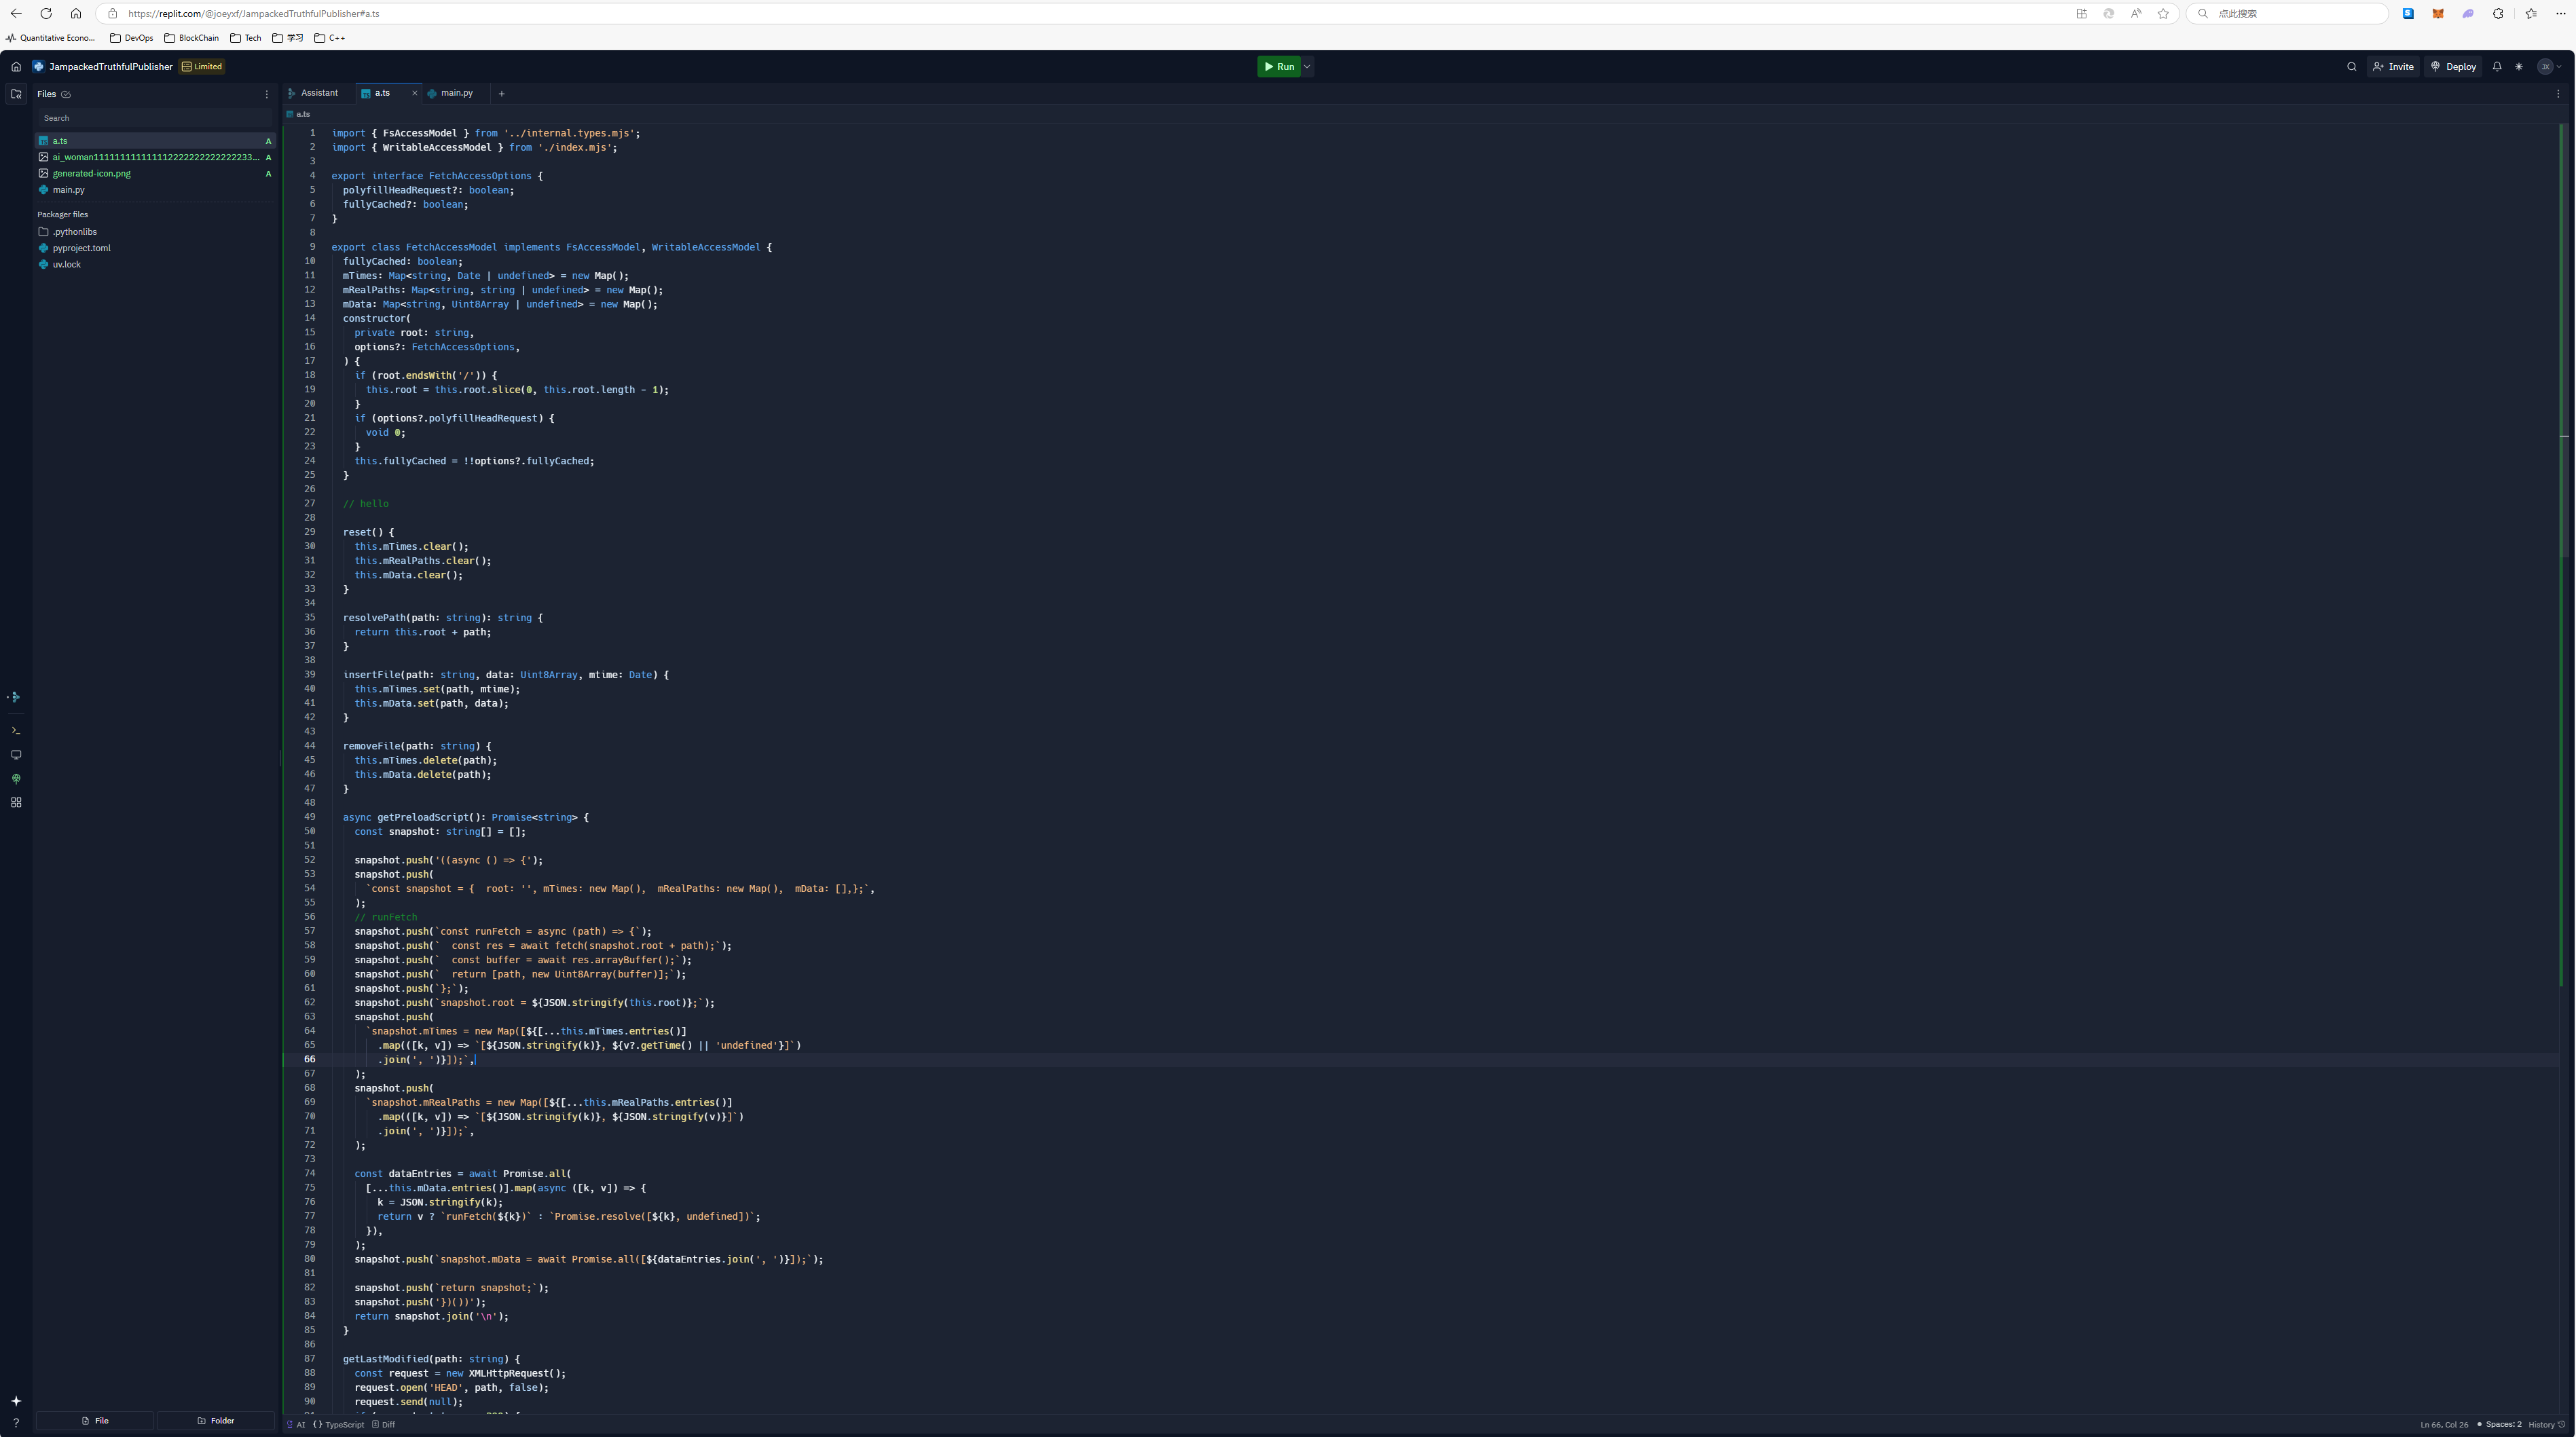 https://replit.com/@joeyxf/JampackedTruthfulPublisher#a.ts
点此搜索
Quantitative Econo...
DevOps
BlockChain
Tech
学习
C++
JampackedTruthfulPublisher
Limited
Run
Invite
Deploy
JX
Files
Search
a.ts A
ai_woman1111111111111122222222222222233... A
generated-icon.png A
main.py
Packager files
.pythonlibs
pyproject.toml
uv.lock
File
Folder
Assistant
a.ts
main.py
a.ts
1 import { FsAccessModel } from '../internal.types.mjs';
2 import { WritableAccessModel } from './index.mjs';
3
4 export interface FetchAccessOptions {
5 polyfillHeadRequest?: boolean;
6 fullyCached?: boolean;
7 }
8
9 export class FetchAccessModel implements FsAccessModel, WritableAccessModel {
10 fullyCached: boolean;
11 mTimes: Map<string, Date | undefined> = new Map();
12 mRealPaths: Map<string, string | undefined> = new Map();
13 mData: Map<string, Uint8Array | undefined> = new Map();
14 constructor(
15 private root: string,
16 options?: FetchAccessOptions,
17 ) {
18 if (root.endsWith('/')) {
19 this.root = this.root.slice(0, this.root.length - 1);
20 }
21 if (options?.polyfillHeadRequest) {
22 void 0;
23 }
24 this.fullyCached = !!options?.fullyCached;
25 }
26
27 // hello
28
29 reset() {
30 this.mTimes.clear();
31 this.mRealPaths.clear();
32 this.mData.clear();
33 }
34
35 resolvePath(path: string): string {
36 return this.root + path;
37 }
38
39 insertFile(path: string, data: Uint8Array, mtime: Date) {
40 this.mTimes.set(path, mtime);
41 this.mData.set(path, data);
42 }
43
44 removeFile(path: string) {
45 this.mTimes.delete(path);
46 this.mData.delete(path);
47 }
48
49 async getPreloadScript(): Promise<string> {
50 const snapshot: string[] = [];
51
52 snapshot.push('((async () => {');
53 snapshot.push(
54 `const snapshot = {  root: '', mTimes: new Map(),  mRealPaths: new Map(),  mData: [],};`,
55 );
56 // runFetch
57 snapshot.push(`const runFetch = async (path) => {`);
58 snapshot.push(`  const res = await fetch(snapshot.root + path);`);
59 snapshot.push(`  const buffer = await res.arrayBuffer();`);
60 snapshot.push(`  return [path, new Uint8Array(buffer)];`);
61 snapshot.push(`};`);
62 snapshot.push(`snapshot.root = ${JSON.stringify(this.root)};`);
63 snapshot.push(
64 `snapshot.mTimes = new Map([${[...this.mTimes.entries()]
65 .map(([k, v]) => `[${JSON.stringify(k)}, ${v?.getTime() || 'undefined'}]`)
66 .join(', ')}]);`,
67 );
68 snapshot.push(
69 `snapshot.mRealPaths = new Map([${[...this.mRealPaths.entries()]
70 .map(([k, v]) => `[${JSON.stringify(k)}, ${JSON.stringify(v)}]`)
71 .join(', ')}]);`,
72 );
73
74 const dataEntries = await Promise.all(
75 [...this.mData.entries()].map(async ([k, v]) => {
76 k = JSON.stringify(k);
77 return v ? `runFetch(${k})` : `Promise.resolve([${k}, undefined])`;
78 }),
79 );
80 snapshot.push(`snapshot.mData = await Promise.all([${dataEntries.join(', ')}]);`);
81
82 snapshot.push(`return snapshot;`);
83 snapshot.push('})())');
84 return snapshot.join('\n');
85 }
86
87 getLastModified(path: string) {
88 const request = new XMLHttpRequest();
89 request.open('HEAD', path, false);
90 request.send(null);
AI
{} TypeScript
Diff
Ln 66, Col 26
Spaces: 2
History